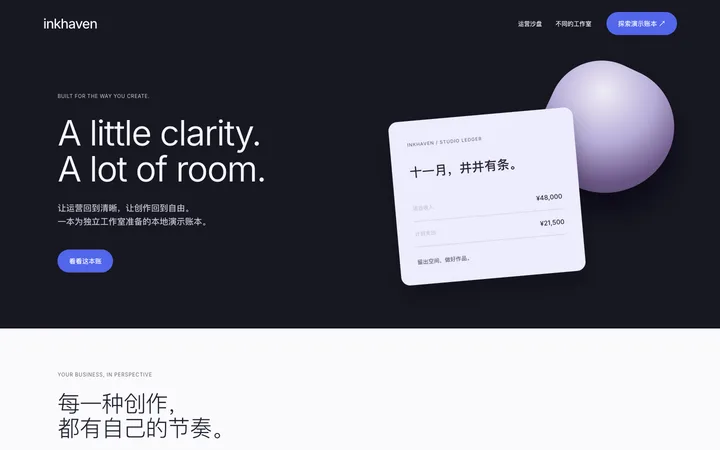 inkhaven
运营沙盘
不同的工作室
探索演示账本 ↗
BUILT FOR THE WAY YOU CREATE.
A little clarity.
A lot of room.
让运营回到清晰，让创作回到自由。
一本为独立工作室准备的本地演示账本。
看看这本账
INKHAVEN / STUDIO LEDGER
十一月，井井有条。
¥48,000
¥21,500
留出空间，做好作品。
YOUR BUSINESS, IN PERSPECTIVE
每一种创作，
都有自己的节奏。